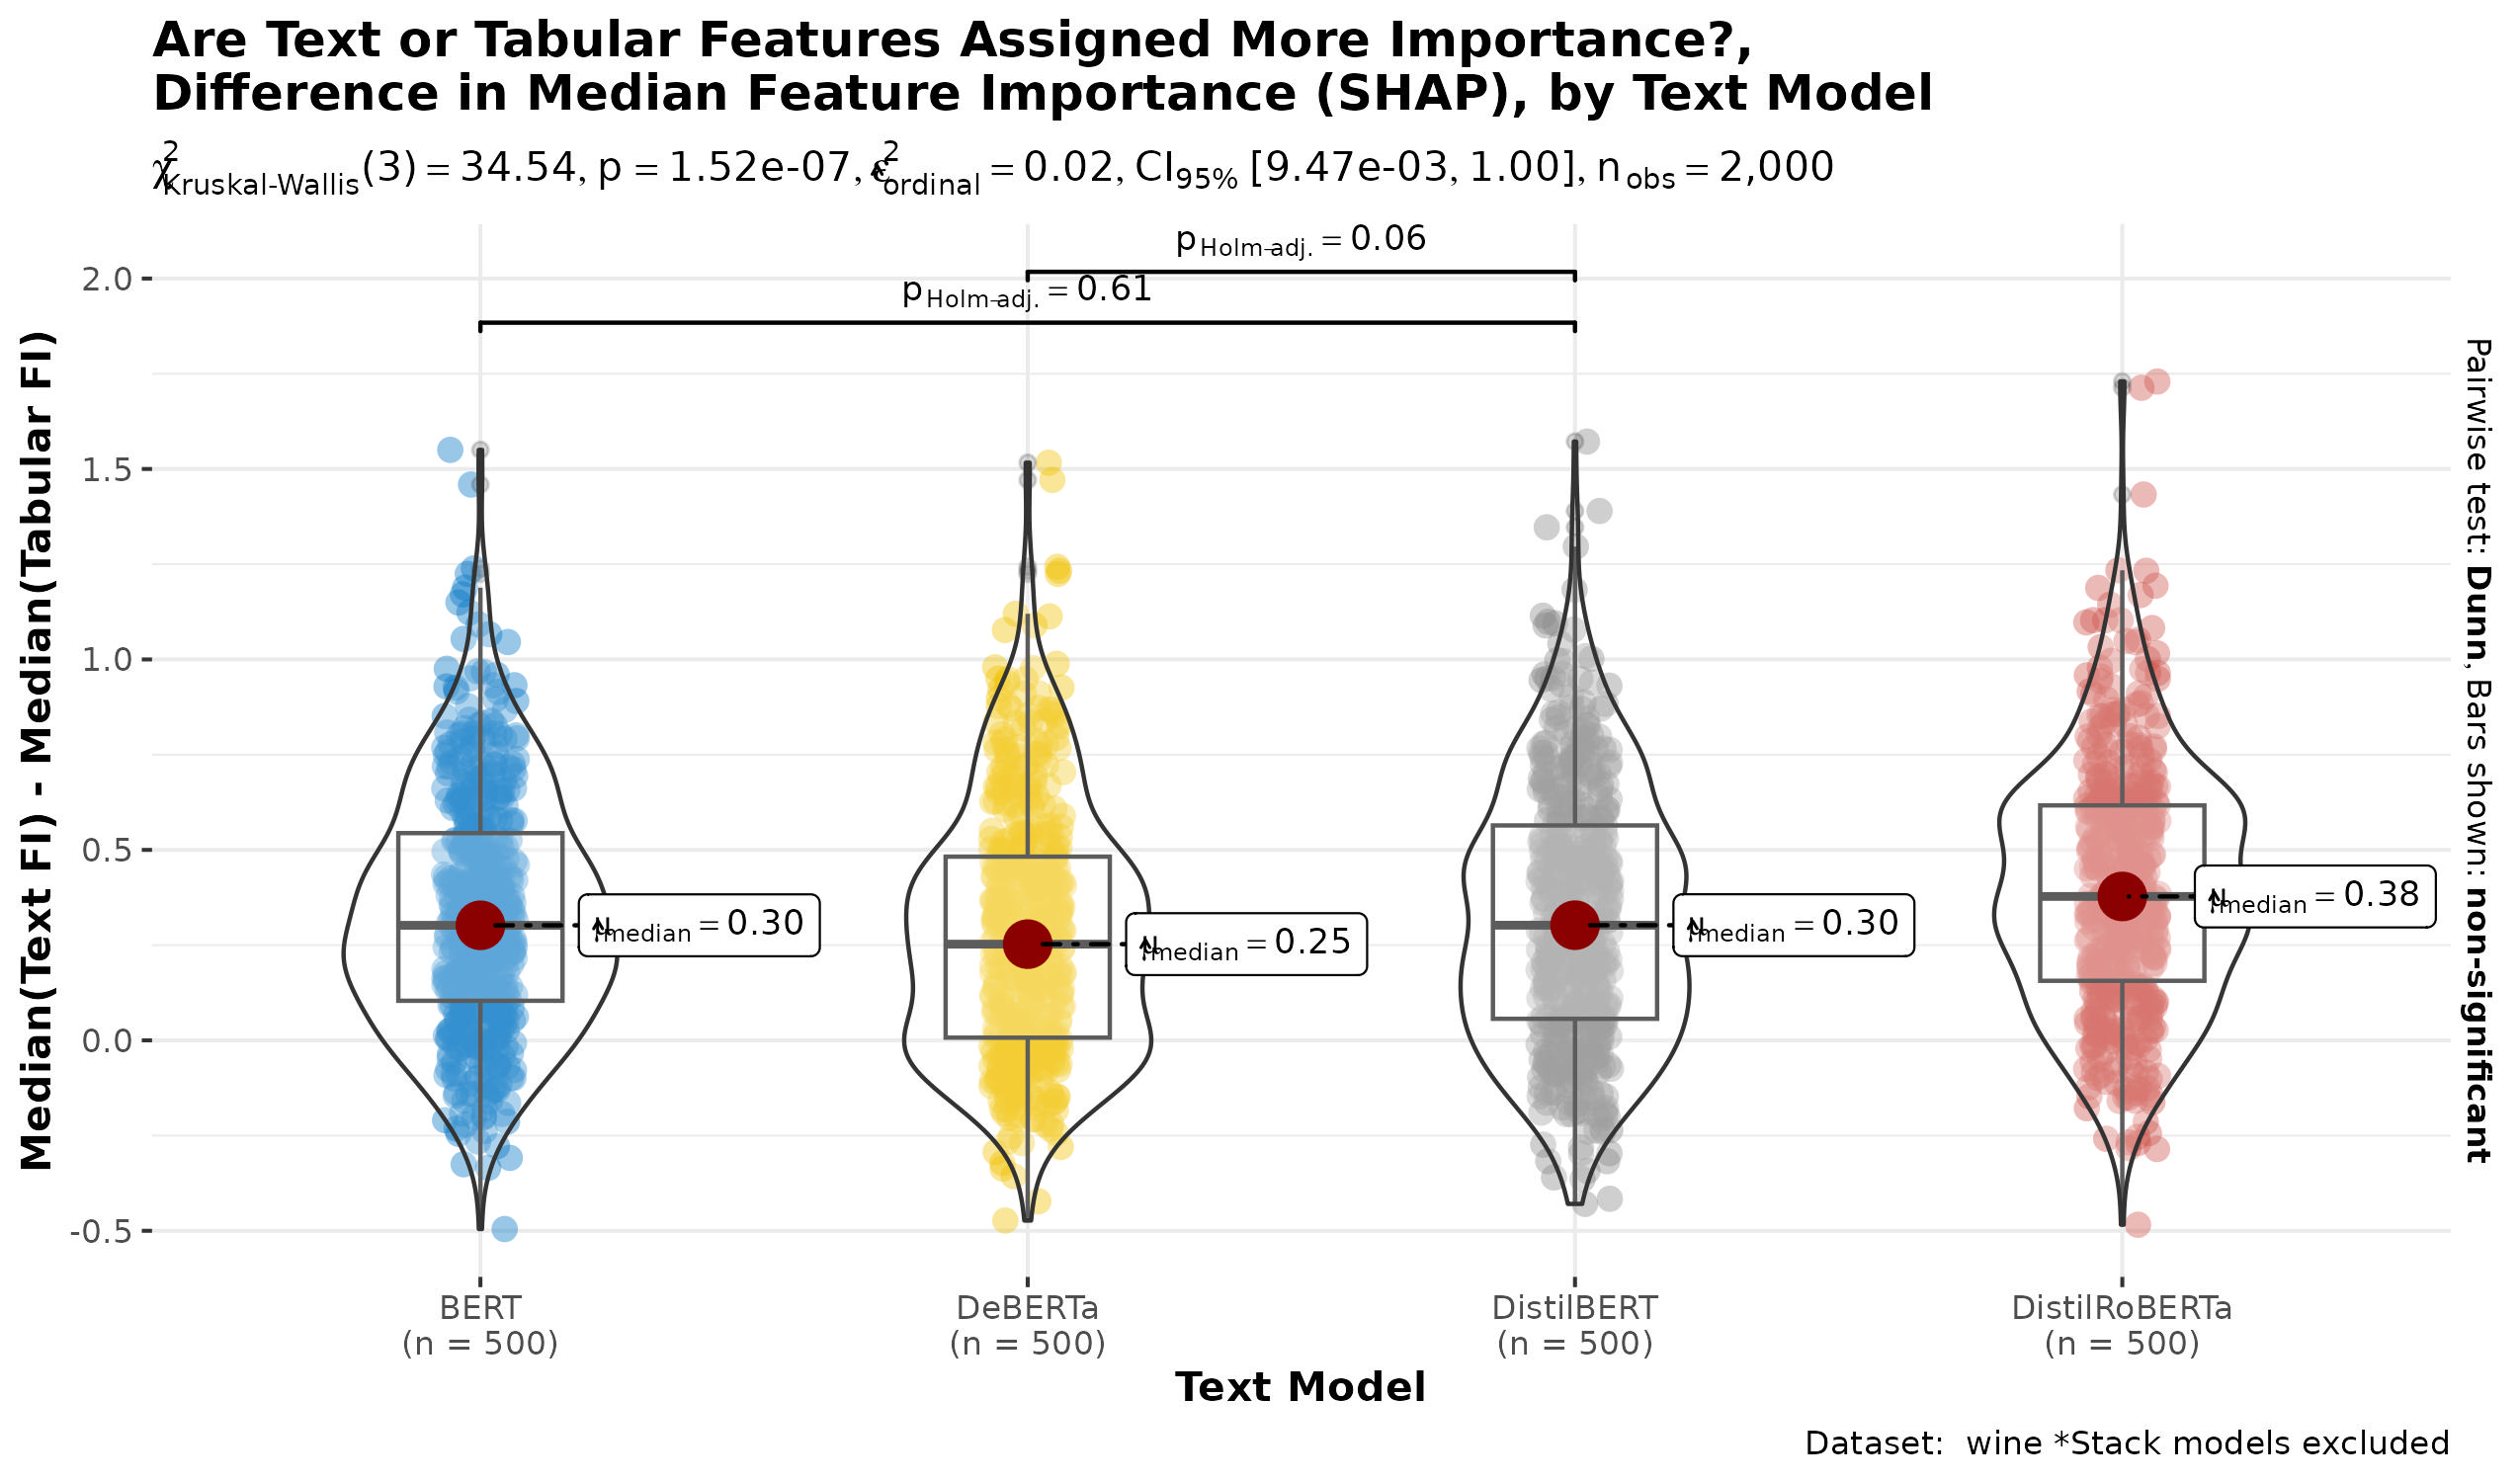 Are Text or Tabular Features Assigned More Importance?,
Difference in Median Feature Importance (SHAP), by Text Model
χ²Kruskal-Wallis(3) = 34.54, p = 1.52e-07, ε²ordinal = 0.02, CI95% [9.47e-03, 1.00], nobs = 2,000
pHolm-adj. = 0.06
pHolm-adj. = 0.61
2.0
1.5
1.0
0.5
0.0
-0.5
Median(Text FI) - Median(Tabular FI)
μ̂median = 0.30
μ̂median = 0.25
μ̂median = 0.30
μ̂median = 0.38
Pairwise test: Dunn, Bars shown: non-significant
BERT
(n = 500)
DeBERTa
(n = 500)
DistilBERT
(n = 500)
DistilRoBERTa
(n = 500)
Text Model
Dataset:  wine *Stack models excluded